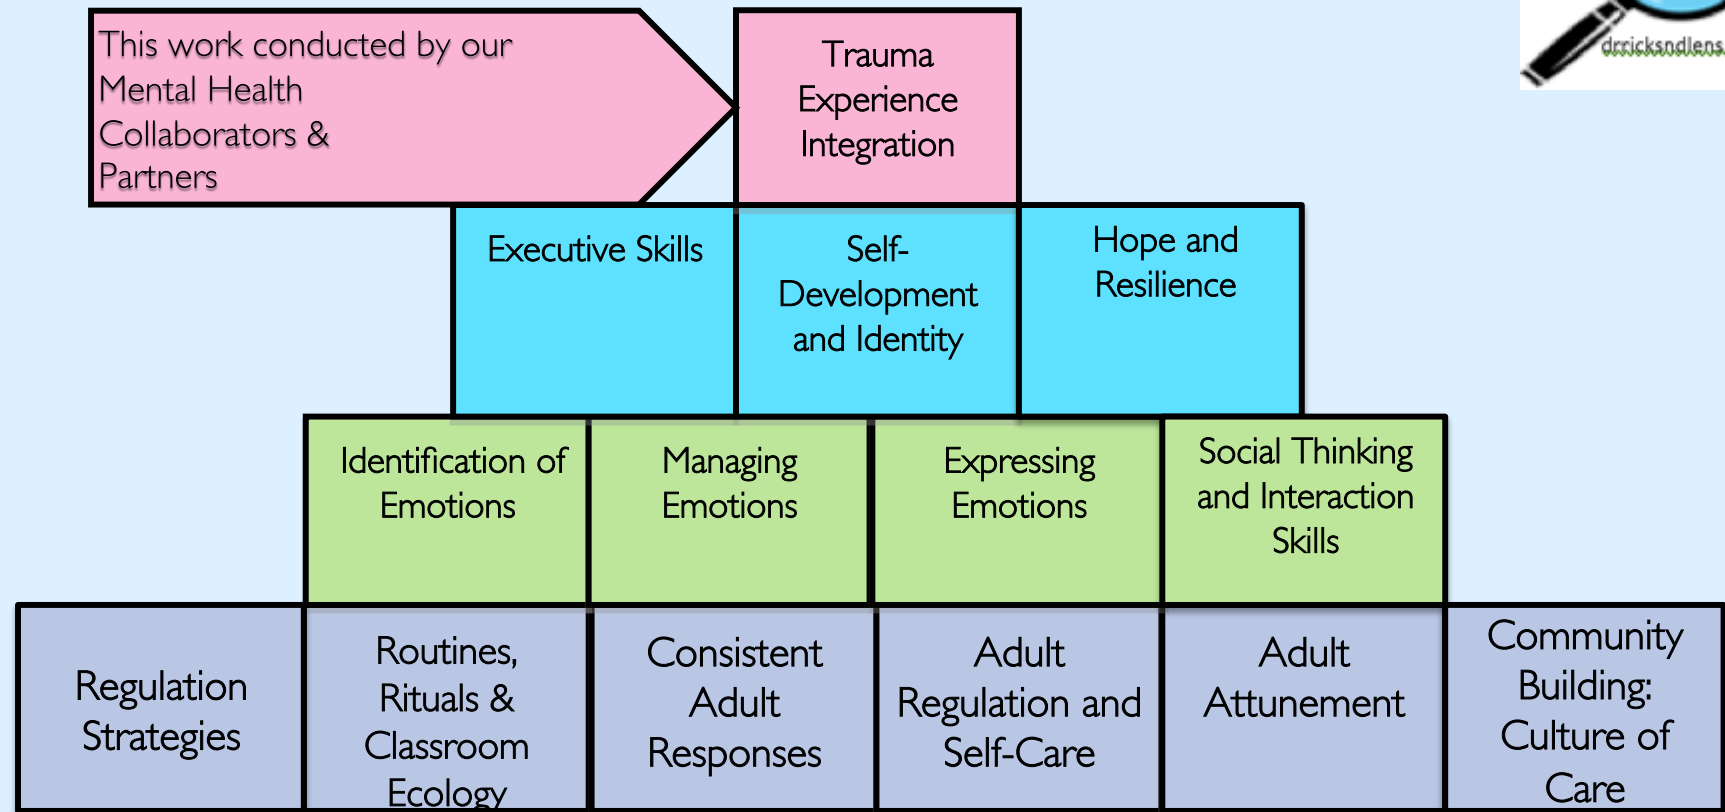 This work conducted by our
Mental Health
Collaborators &
Partners
Trauma
Experience
Integration
drricksndlens.
Executive Skills
Self-
Development
and Identity
Hope and
Resilience
Identification of
Emotions
Managing
Emotions
Expressing
Emotions
Social Thinking
and Interaction
Skills
Regulation
Strategies
Routines,
Rituals &
Classroom
Ecology
Consistent
Adult
Responses
Adult
Regulation and
Self-Care
Adult
Attunement
Community
Building:
Culture of
Care